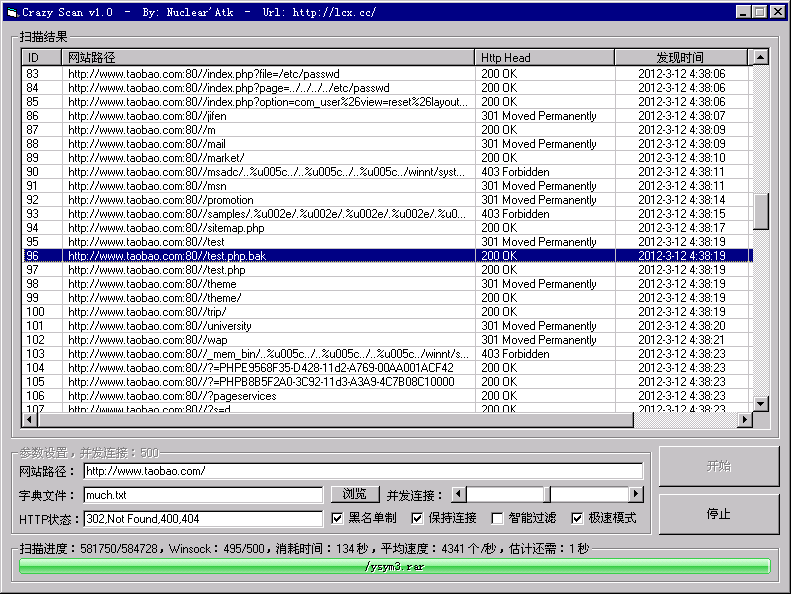 Crazy Scan v1.0 - By: Nuclear'Atk - Url: http://lcx.cc/
扫描结果
ID 网站路径 Http Head 发现时间
83 http://www.taobao.com:80//index.php?file=/etc/passwd 200 OK 2012-3-12 4:38:06
84 http://www.taobao.com:80//index.php?page=../../../../etc/passwd 200 OK 2012-3-12 4:38:06
85 http://www.taobao.com:80//index.php?option=com_user%26view=reset%26layout... 200 OK 2012-3-12 4:38:06
86 http://www.taobao.com:80//jifen 301 Moved Permanently 2012-3-12 4:38:07
87 http://www.taobao.com:80//m 200 OK 2012-3-12 4:38:09
88 http://www.taobao.com:80//mail 301 Moved Permanently 2012-3-12 4:38:09
89 http://www.taobao.com:80//market/ 200 OK 2012-3-12 4:38:10
90 http://www.taobao.com:80//msadc/..%u005c../..%u005c../..%u005c../winnt/syst... 403 Forbidden 2012-3-12 4:38:11
91 http://www.taobao.com:80//msn 301 Moved Permanently 2012-3-12 4:38:11
92 http://www.taobao.com:80//promotion 301 Moved Permanently 2012-3-12 4:38:14
93 http://www.taobao.com:80//samples/.%u002e/.%u002e/.%u002e/.%u002e/.%u0... 403 Forbidden 2012-3-12 4:38:15
94 http://www.taobao.com:80//sitemap.php 200 OK 2012-3-12 4:38:17
95 http://www.taobao.com:80//test 301 Moved Permanently 2012-3-12 4:38:19
96 http://www.taobao.com:80//test.php.bak 200 OK 2012-3-12 4:38:19
97 http://www.taobao.com:80//test.php 200 OK 2012-3-12 4:38:19
98 http://www.taobao.com:80//theme 301 Moved Permanently 2012-3-12 4:38:19
99 http://www.taobao.com:80//theme/ 200 OK 2012-3-12 4:38:19
100 http://www.taobao.com:80//trip/ 200 OK 2012-3-12 4:38:19
101 http://www.taobao.com:80//university 301 Moved Permanently 2012-3-12 4:38:20
102 http://www.taobao.com:80//wap 301 Moved Permanently 2012-3-12 4:38:21
103 http://www.taobao.com:80//_mem_bin/..%u005c../..%u005c../..%u005c../winnt/s... 403 Forbidden 2012-3-12 4:38:23
104 http://www.taobao.com:80//?=PHPE9568F35-D428-11d2-A769-00AA001ACF42 200 OK 2012-3-12 4:38:23
105 http://www.taobao.com:80//?=PHPB8B5F2A0-3C92-11d3-A3A9-4C7B08C10000 200 OK 2012-3-12 4:38:23
106 http://www.taobao.com:80//?pageservices 200 OK 2012-3-12 4:38:23
107 http://www.taobao.com:80//?s=d 200 OK 2012-3-12 4:38:23
参数设置，并发连接：500
网站路径： http://www.taobao.com/
开始
字典文件： much.txt 浏览 并发连接：
HTTP状态： 302,Not Found,400,404 黑名单制 保持连接 智能过滤 极速模式
停止
扫描进度：581750/584728，Winsock：495/500，消耗时间：134 秒，平均速度：4341 个/秒，估计还需：1 秒
/ysym3.rar